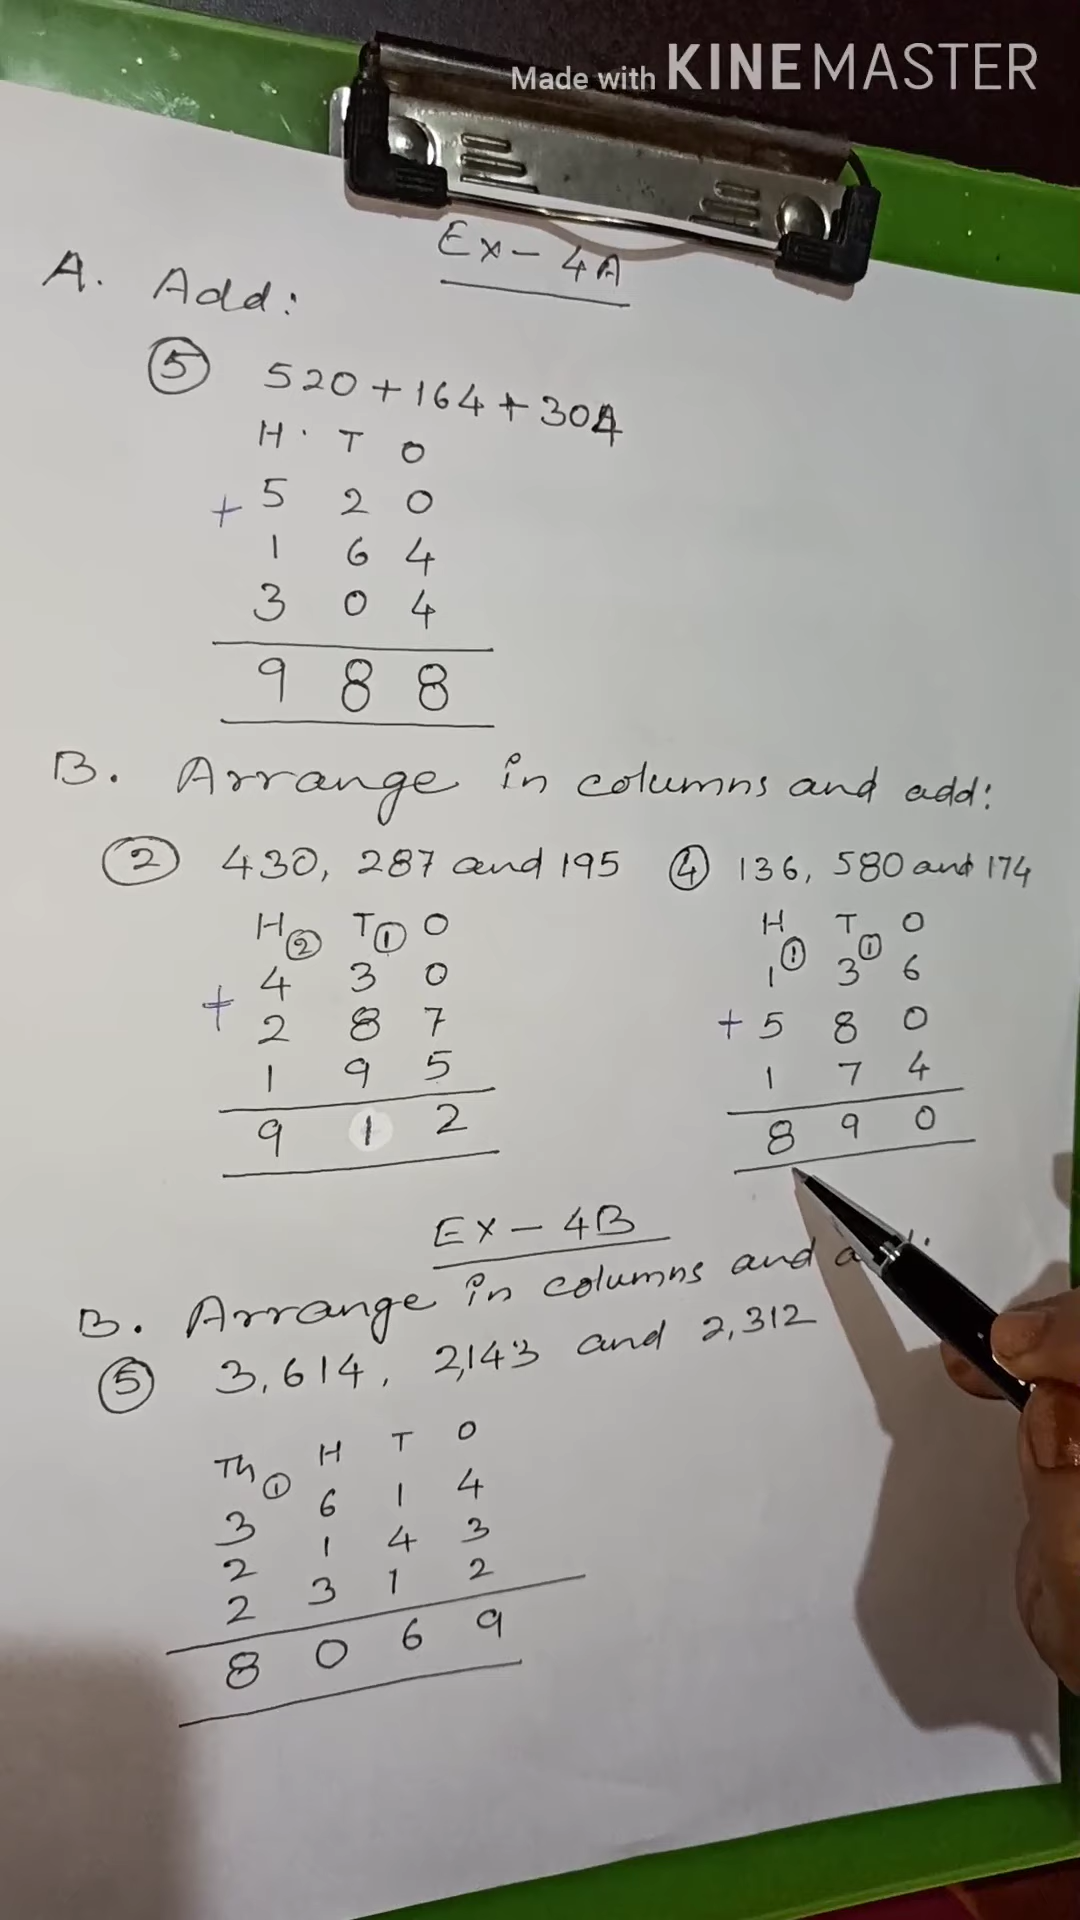 Made with KINEMASTER
Ex - 4A
A. Add:
5 520 + 164 + 304
H T O
+ 5 2 0
1 6 4
3 0 4
9 8 8
B. Arrange in columns and add:
2 430, 287 and 195
H 2 T 1 O
4 3 0
+ 2 8 7
1 9 5
9 1 2
4 136, 580 and 174
H T O
1 1 3 1 6
+ 5 8 0
1 7 4
8 9 0
Ex - 4B
B. Arrange in columns and
5 3,614, 2,143 and 2,312
Th 1 H T O
3 6 1 4
2 1 4 3
2 3 1 2
8 0 6 9